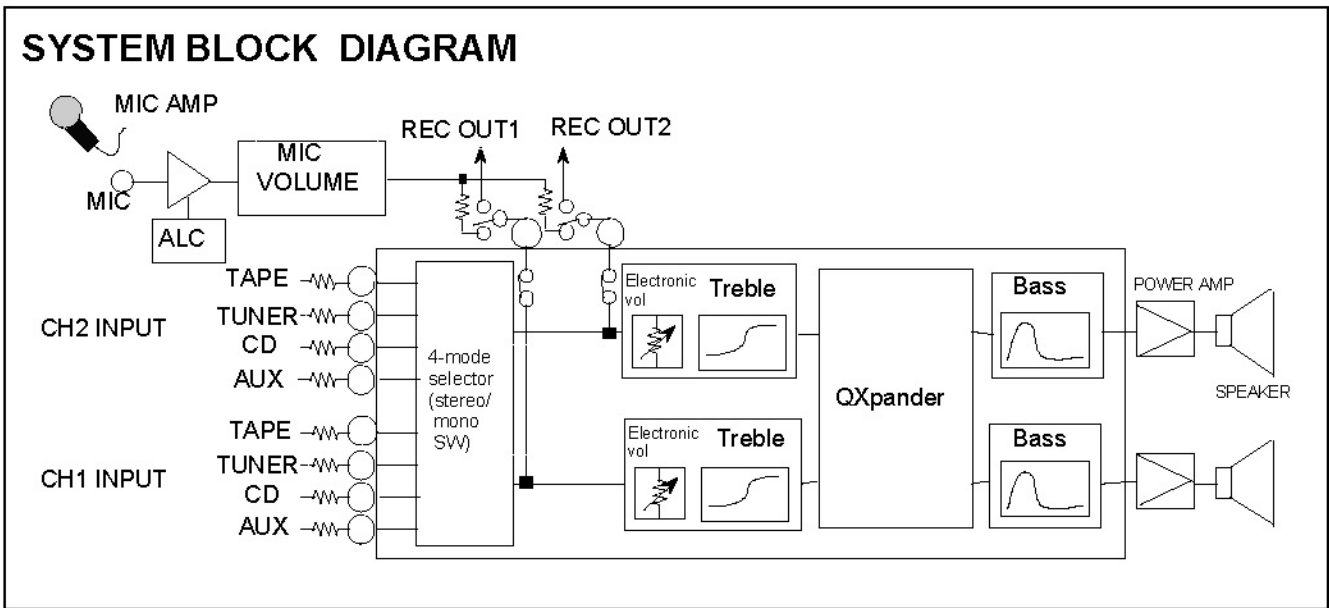 SYSTEM BLOCK DIAGRAM
MIC AMP
REC OUT1
REC OUT2
MIC
VOLUME
MIC
ALC
TAPE
TUNER
CD
AUX
CH2 INPUT
TAPE
TUNER
CD
AUX
CH1 INPUT
4-mode
selector
(stereo/
mono
SW)
Electronic
vol
Treble
Electronic
vol
Treble
QXpander
Bass
Bass
POWER AMP
SPEAKER